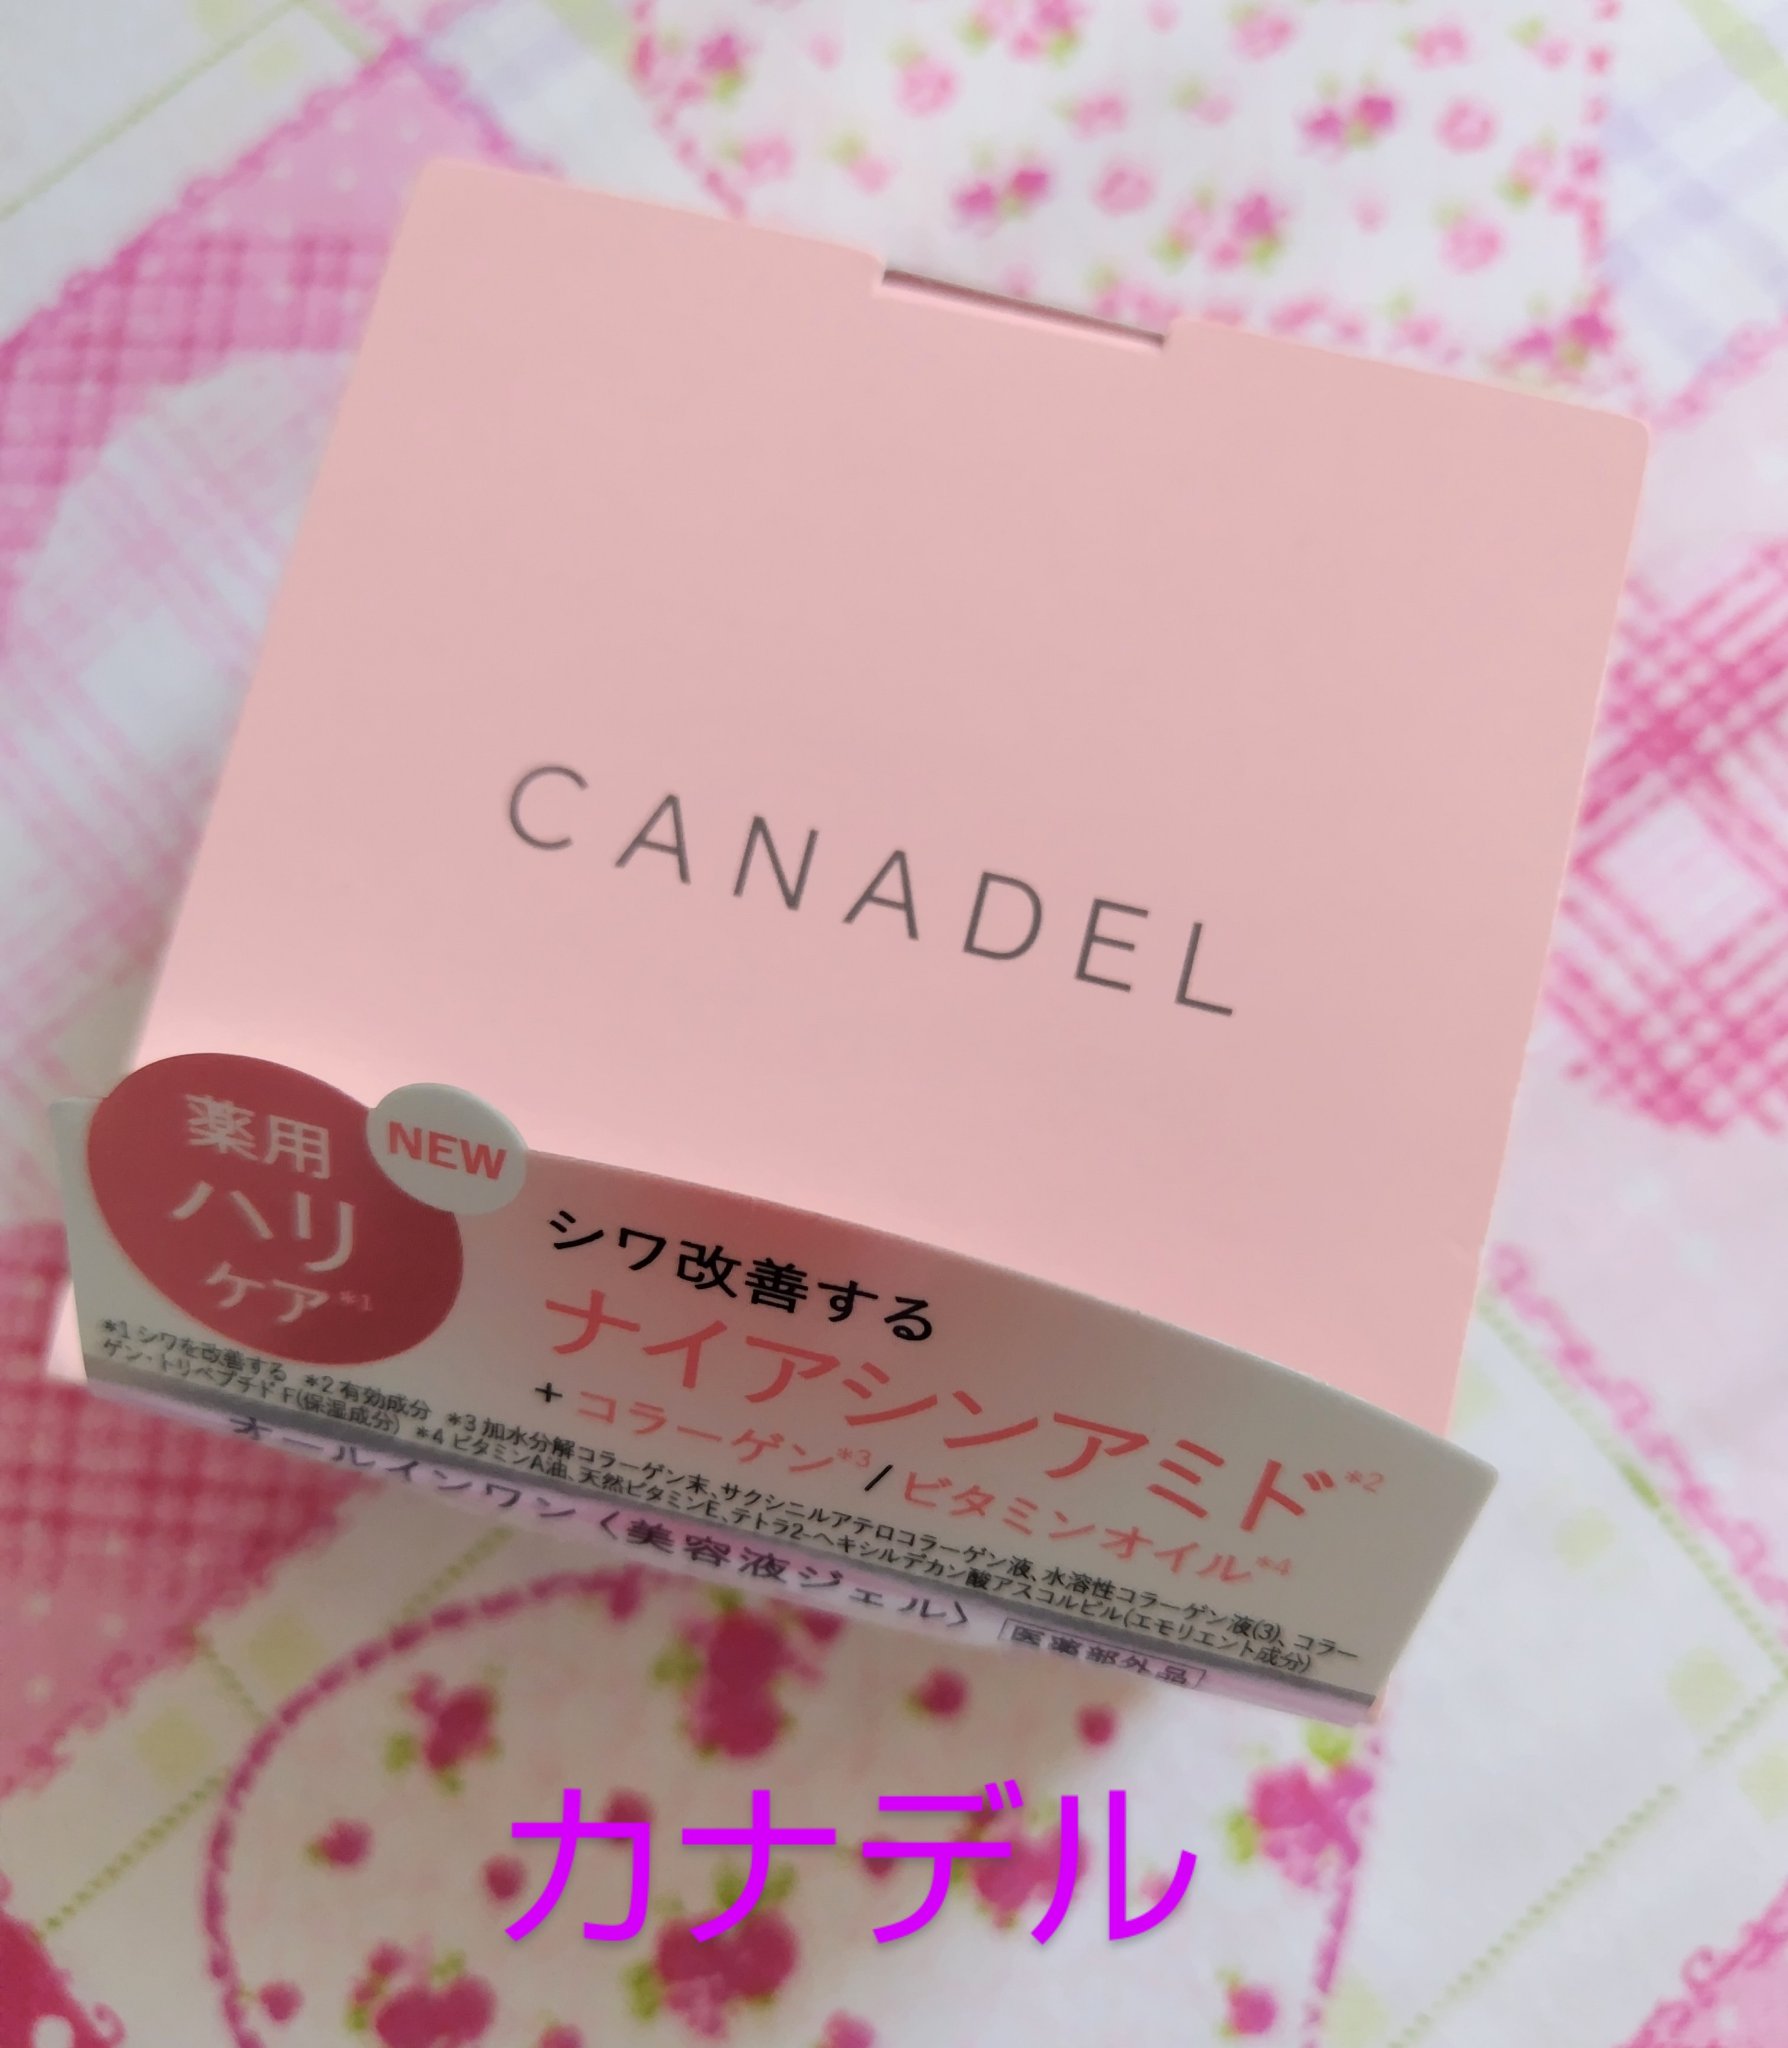 CANADEL
薬用
ハリ
ケア*1
NEW
シワ改善する
ナイアシンアミド*2
+コラーゲン*3/ビタミンオイル*4
*1 シワを改善する *2 有効成分 *3 加水分解コラーゲン末、サクシニルアテロコラーゲン液、水溶性コラーゲン液(3)、コラー
ゲン・トリペプチド F(保湿成分) *4 ビタミンA油、天然ビタミンE、テトラ2-ヘキシルデカン酸アスコルビル(エモリエント成分)
オールインワン〈美容液ジェル〉 医薬部外品
カナデル